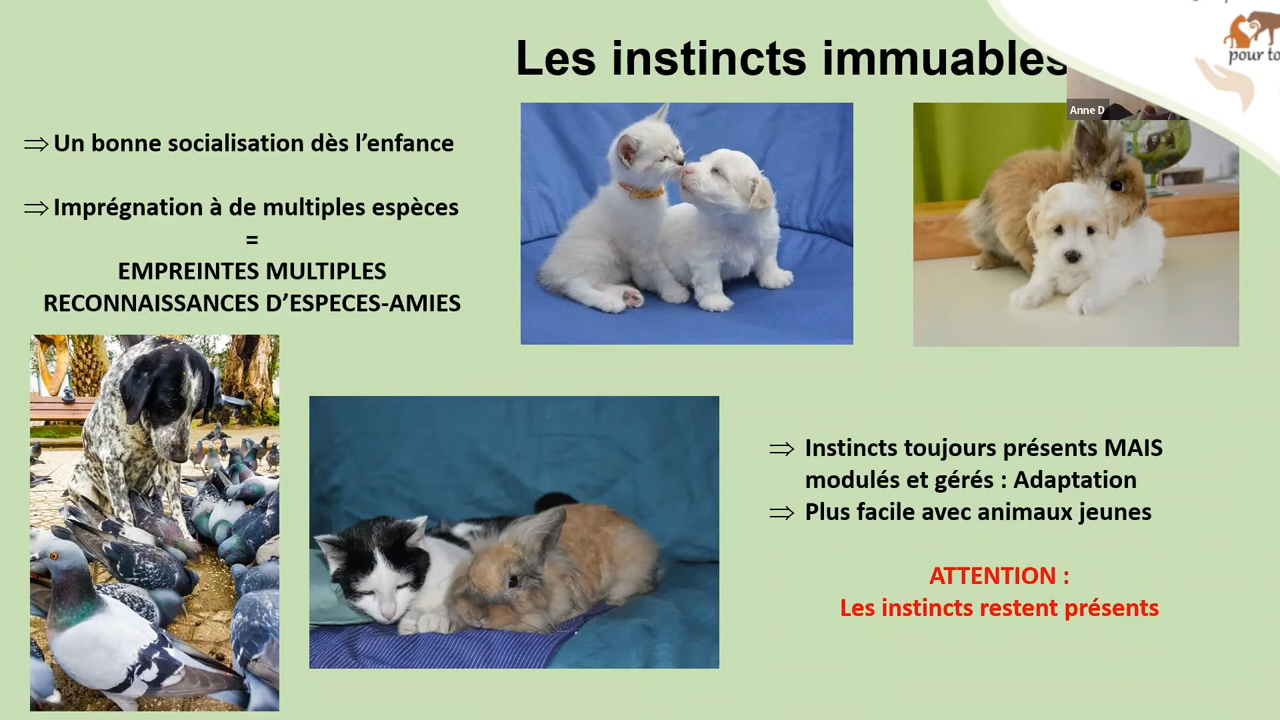 Les instincts immuables
pour to
Anne D
⇒ Un bonne socialisation dès l’enfance
⇒ Imprégnation à de multiples espèces
=
EMPREINTES MULTIPLES
RECONNAISSANCES D’ESPECES-AMIES
⇒ Instincts toujours présents MAIS
modulés et gérés : Adaptation
⇒ Plus facile avec animaux jeunes
ATTENTION :
Les instincts restent présents